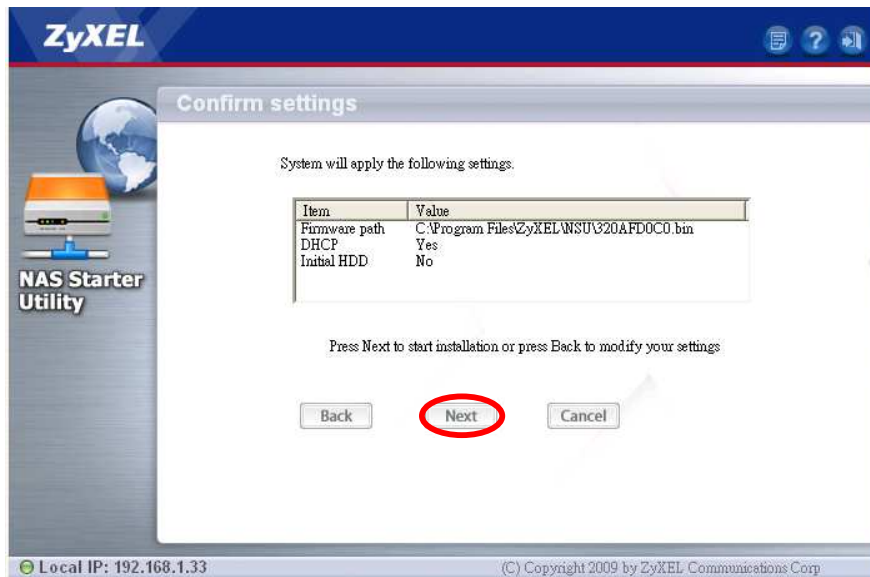 ZyXEL
Confirm settings
System will apply the following settings.
Item Value
Firmware path C:\Program Files\ZyXEL\NSU\320AFD0C0.bin
DHCP Yes
Initial HDD No
NAS Starter
Utility
Press Next to start installation or press Back to modify your settings
Back Next Cancel
Local IP: 192.168.1.33 (C) Copyright 2009 by ZyXEL Communications Corp